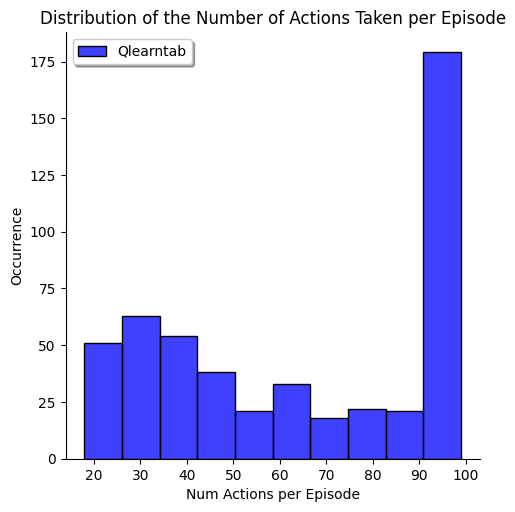 Distribution of the Number of Actions Taken per Episode
Qlearntab
175
150
125
100
75
50
25
0
Occurrence
20 30 40 50 60 70 80 90 100
Num Actions per Episode